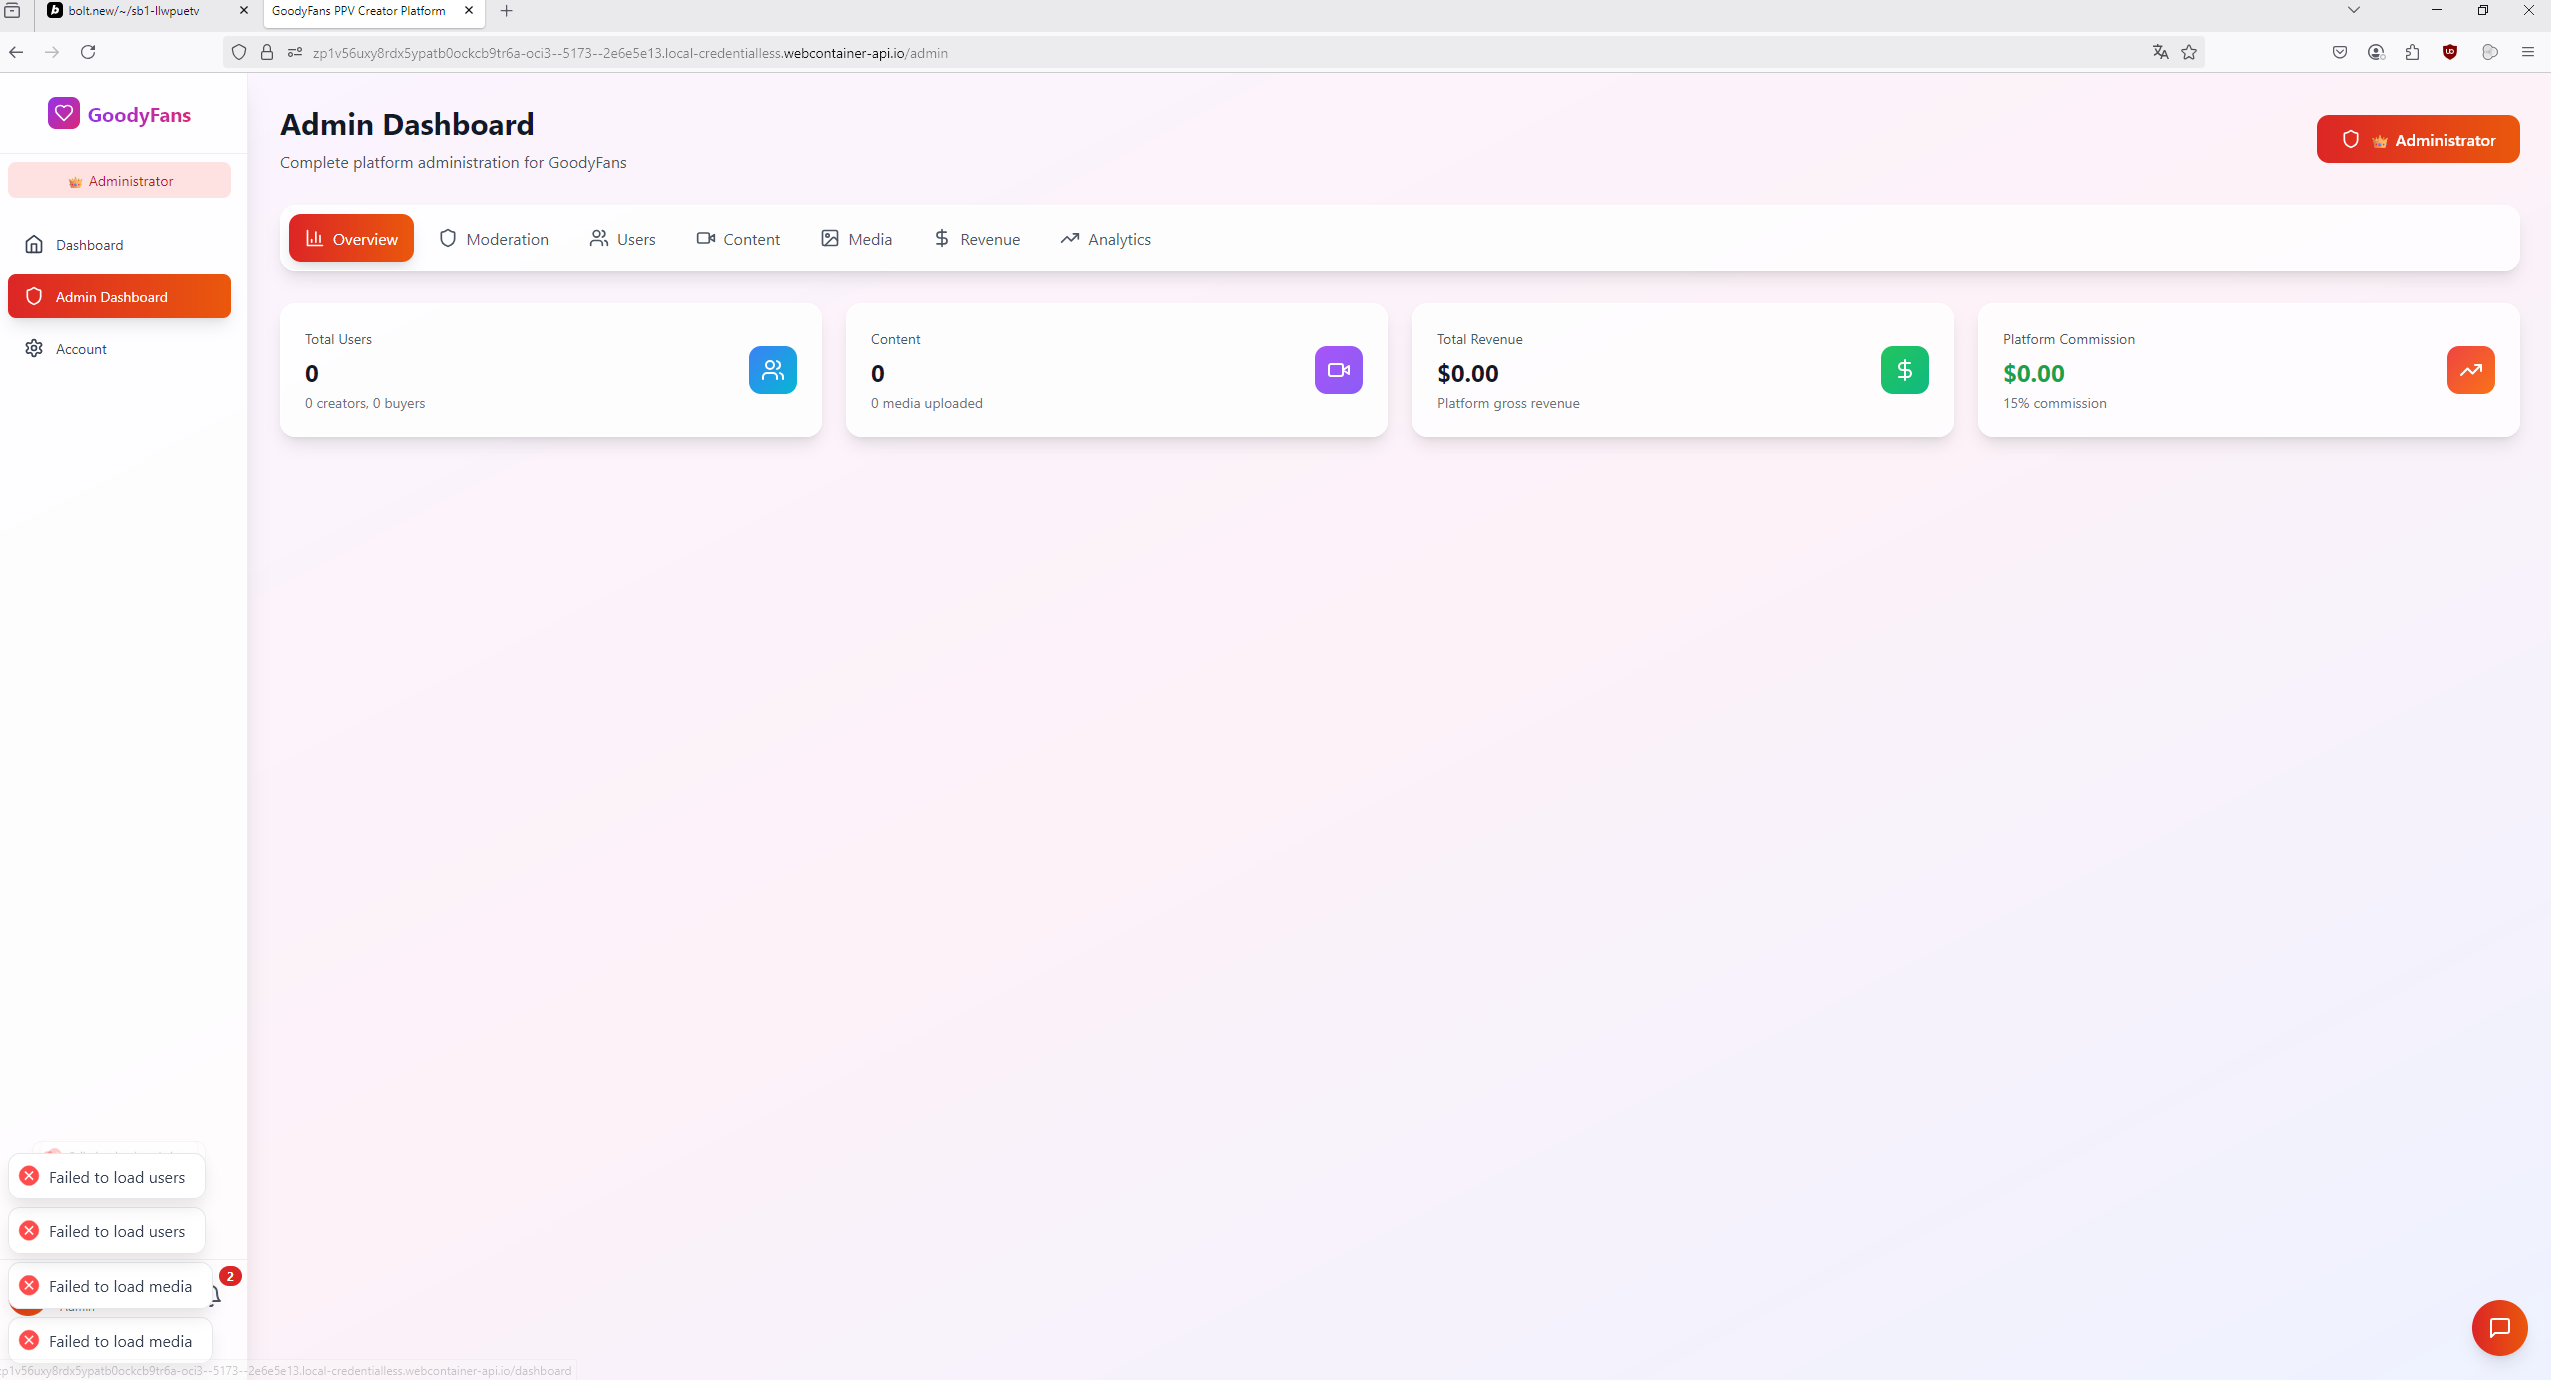 bolt.new/~/sb1-llwpuetv
GoodyFans PPV Creator Platform
zp1v56uxy8rdx5ypatb0ockcb9tr6a-oci3--5173--2e6e5e13.local-credentialless.webcontainer-api.io/admin
GoodyFans
Administrator
Dashboard
Admin Dashboard
Account
Admin Dashboard
Complete platform administration for GoodyFans
Administrator
Overview
Moderation
Users
Content
Media
Revenue
Analytics
Total Users
0
0 creators, 0 buyers
Content
0
0 media uploaded
Total Revenue
$0.00
Platform gross revenue
Platform Commission
$0.00
15% commission
Failed to load users
Failed to load users
Failed to load media
2
Admin
Failed to load media
zp1v56uxy8rdx5ypatb0ockcb9tr6a-oci3--5173--2e6e5e13.local-credentialless.webcontainer-api.io/dashboard